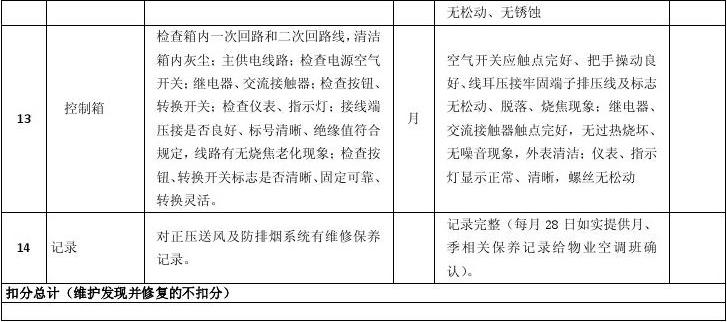 无松动、无锈蚀
13
控制箱
检查箱内一次回路和二次回路线，清洁
箱内灰尘；主供电线路；检查电源空气
开关；继电器、交流接触器；检查按钮、
转换开关；检查仪表、指示灯；接线端
压接是否良好、标号清晰、绝缘值符合
规定，线路有无烧焦老化现象；检查按
钮、转换开关标志是否清晰、固定可靠、
转换灵活。
月
空气开关应触点完好、把手操动良
好、线耳压接牢固端子排压线及标志
无松动、脱落、烧焦现象；继电器、
交流接触器触点完好，无过热烧坏、
无噪音现象，外表清洁；仪表、指示
灯显示正常、清晰，螺丝无松动
14
记录
对正压送风及防排烟系统有维修保养
记录。
记录完整（每月 28 日如实提供月、
季相关保养记录给物业空调班确
认）。
扣分总计（维护发现并修复的不扣分）